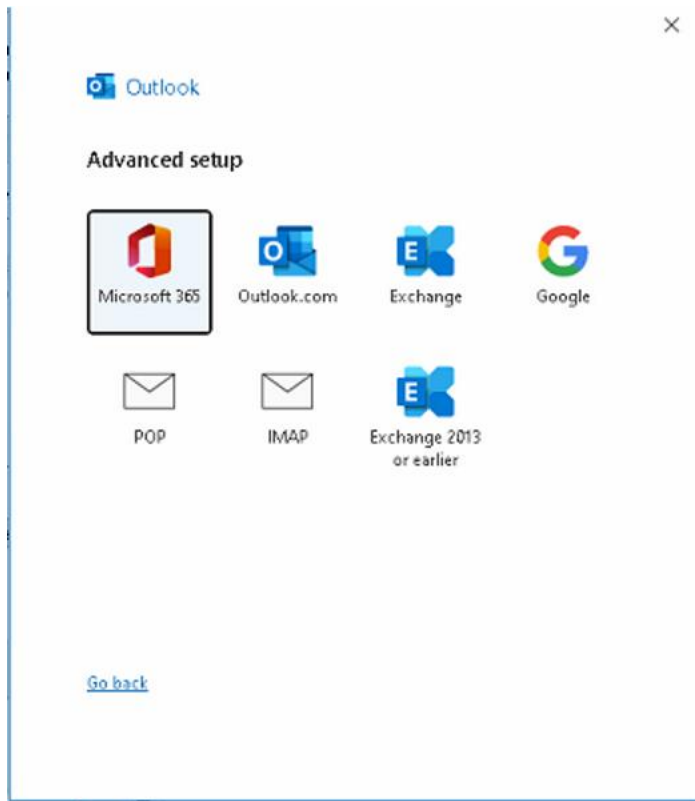 Outlook
Advanced setup
Microsoft 365
Outlook.com
Exchange
Google
POP
IMAP
Exchange 2013
or earlier
Go back